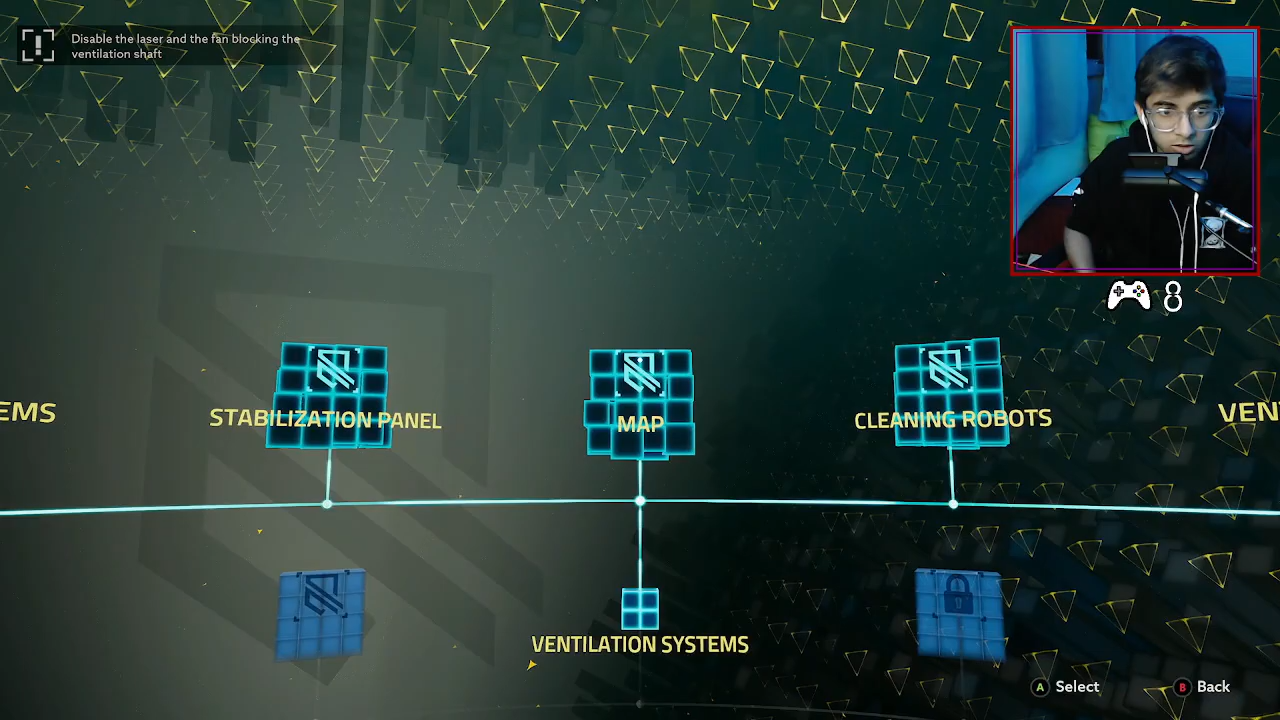 Disable the laser and the fan blocking the
ventilation shaft
8
EMS
STABILIZATION PANEL
MAP
CLEANING ROBOTS
VEN
VENTILATION SYSTEMS
A Select
B Back